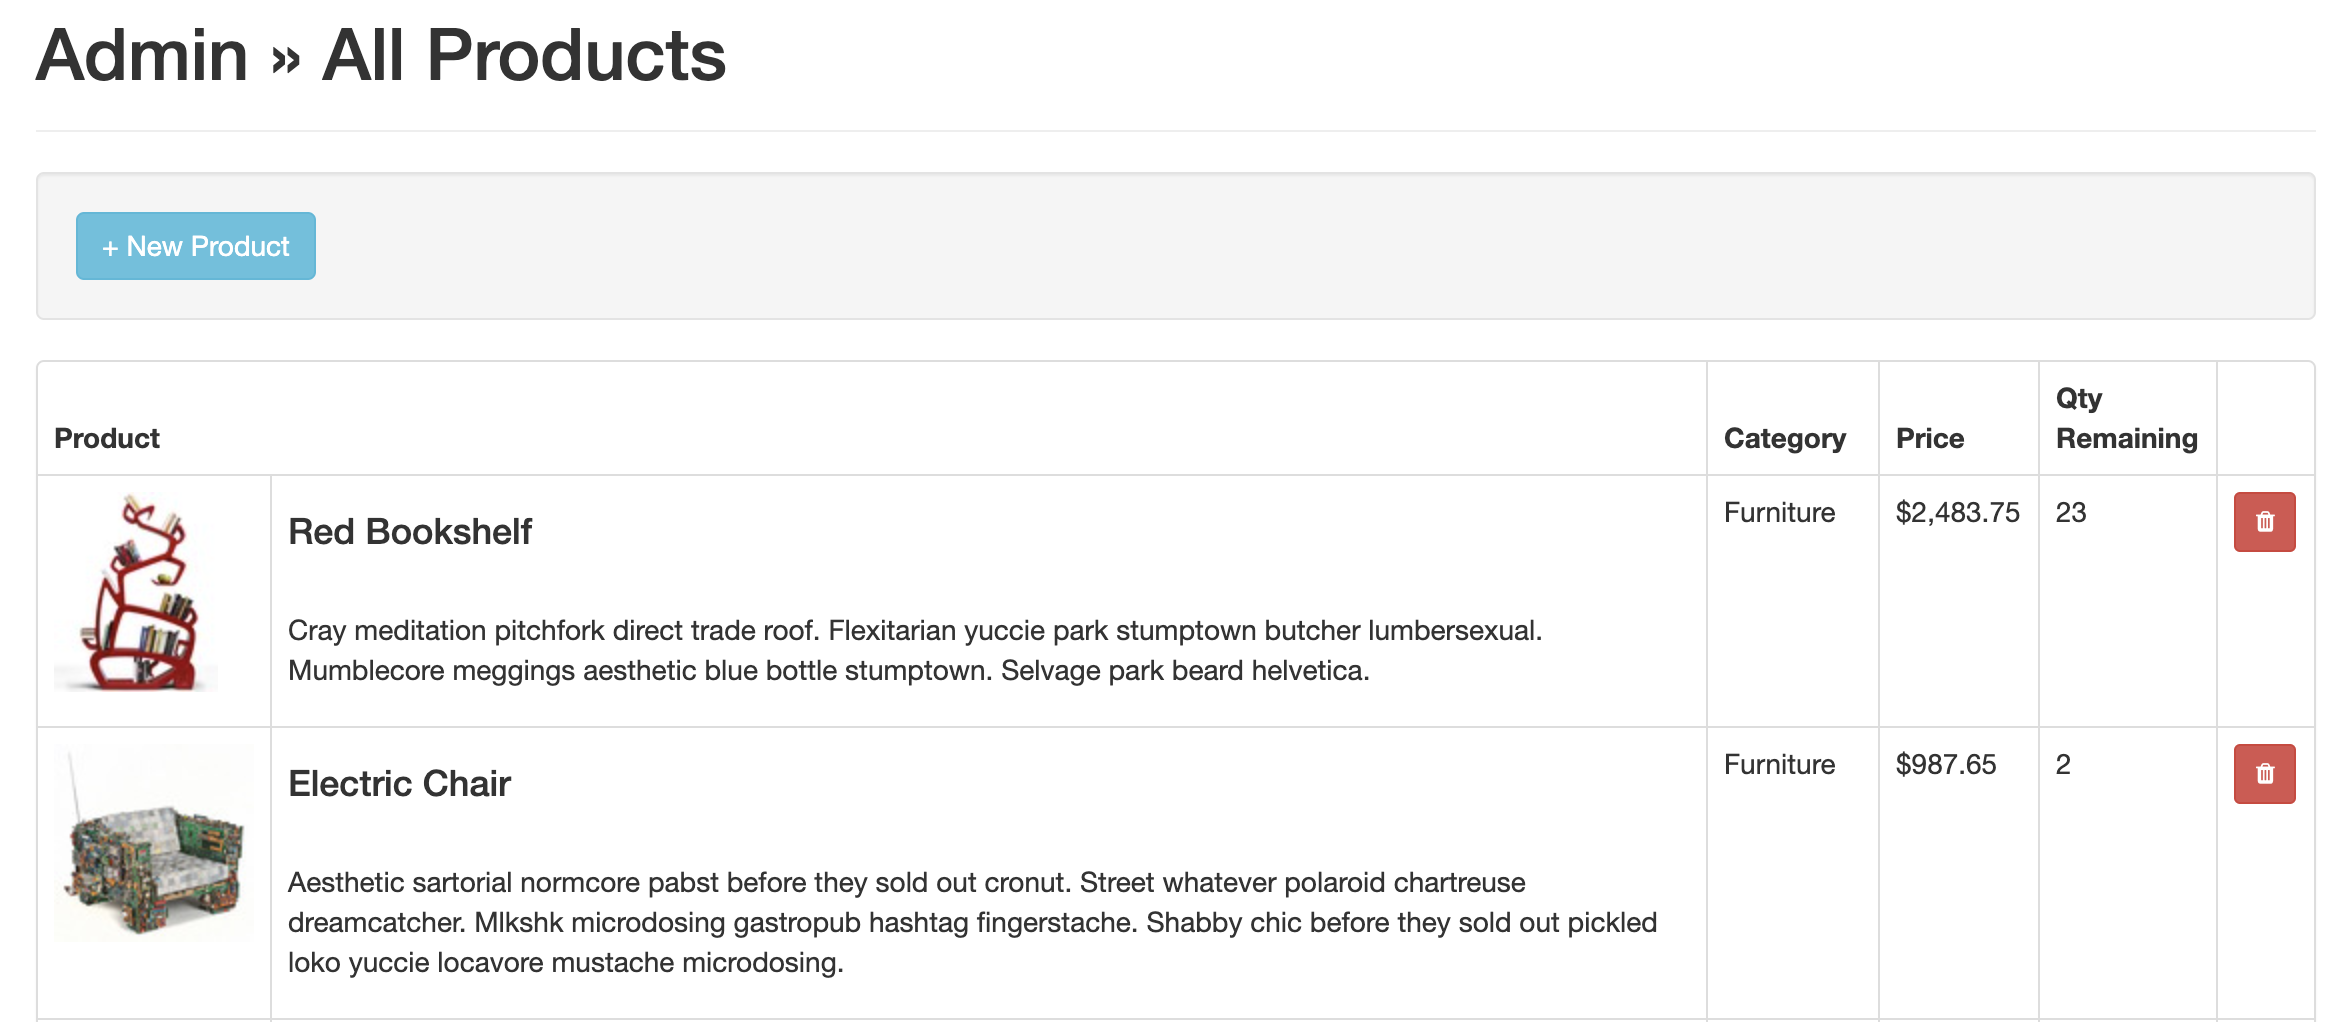 Admin » All Products
+ New Product
Product
Category
Price
Qty
Remaining
Red Bookshelf
Cray meditation pitchfork direct trade roof. Flexitarian yuccie park stumptown butcher lumbersexual.
Mumblecore meggings aesthetic blue bottle stumptown. Selvage park beard helvetica.
Furniture
$2,483.75
23
Electric Chair
Aesthetic sartorial normcore pabst before they sold out cronut. Street whatever polaroid chartreuse
dreamcatcher. Mlkshk microdosing gastropub hashtag fingerstache. Shabby chic before they sold out pickled
loko yuccie locavore mustache microdosing.
Furniture
$987.65
2